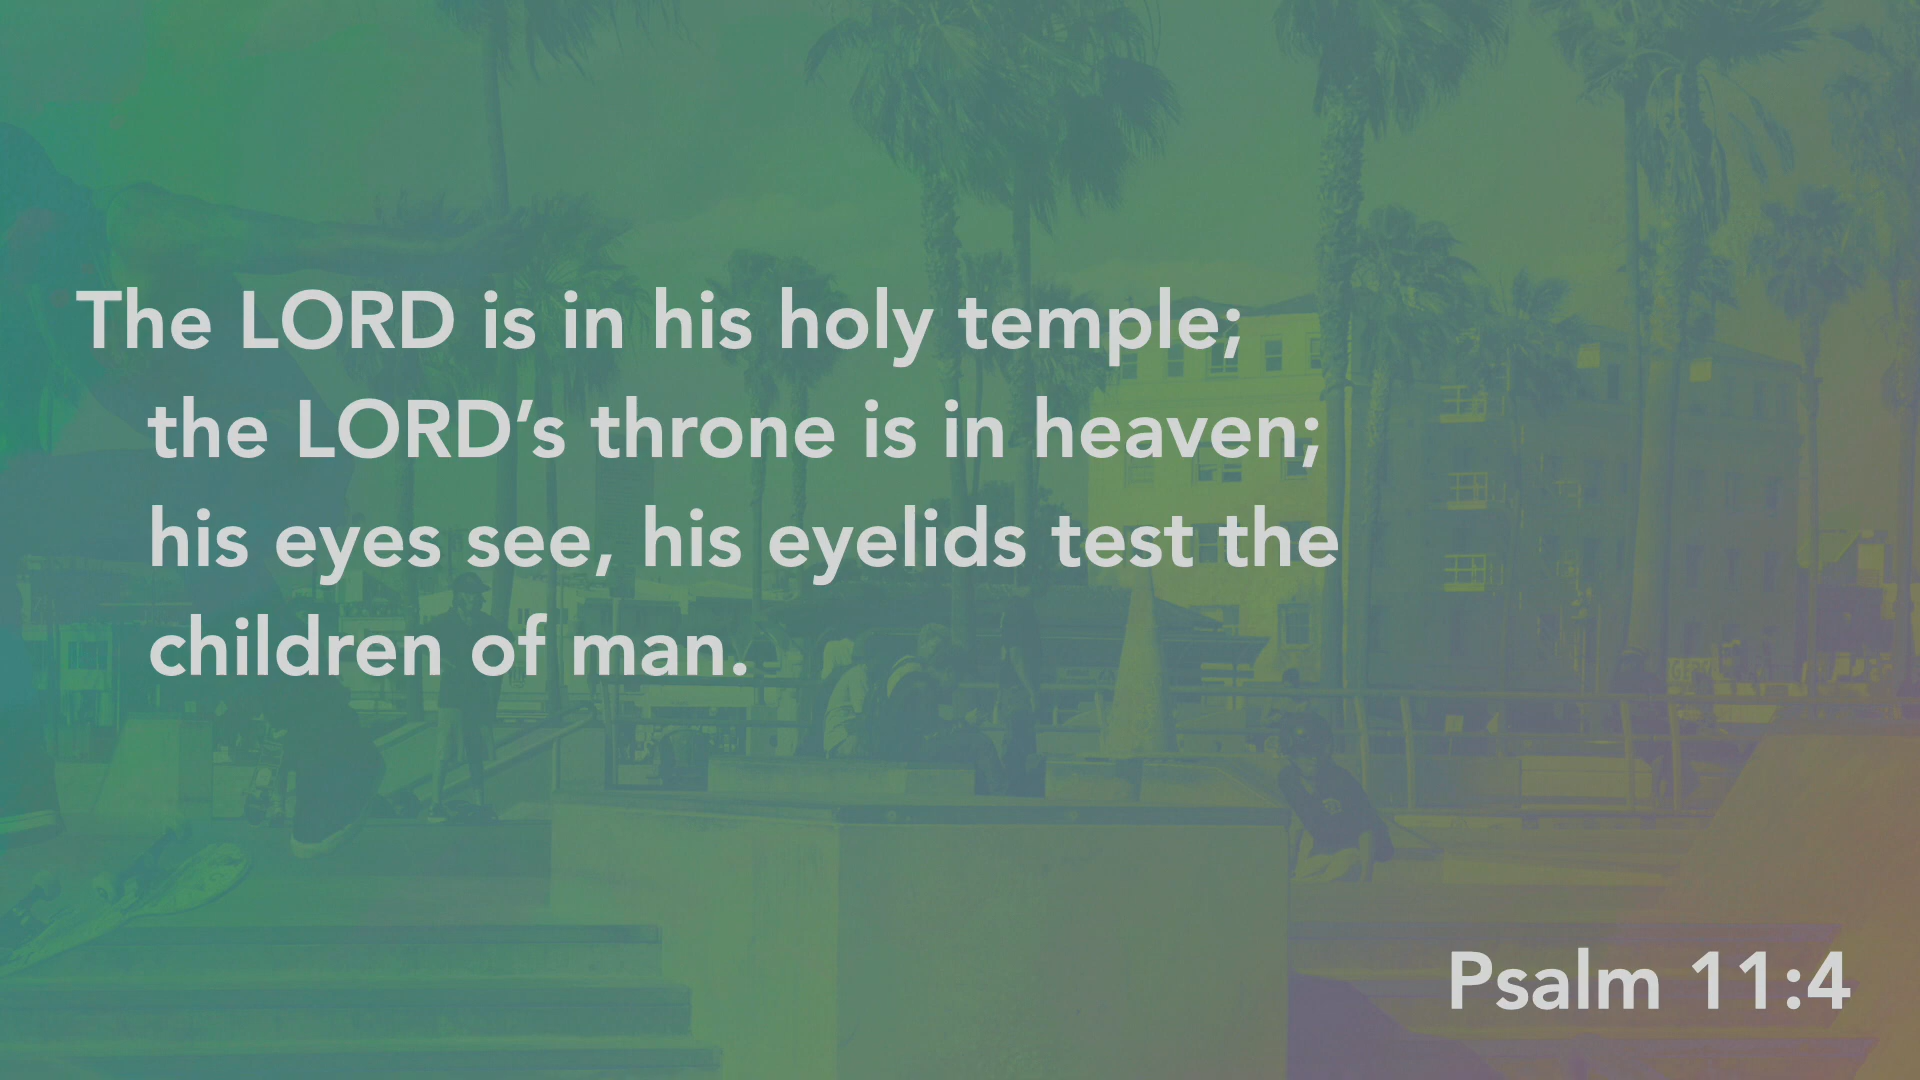 The LORD is in his holy temple;
the LORD’s throne is in heaven;
his eyes see, his eyelids test the
children of man.
Psalm 11:4